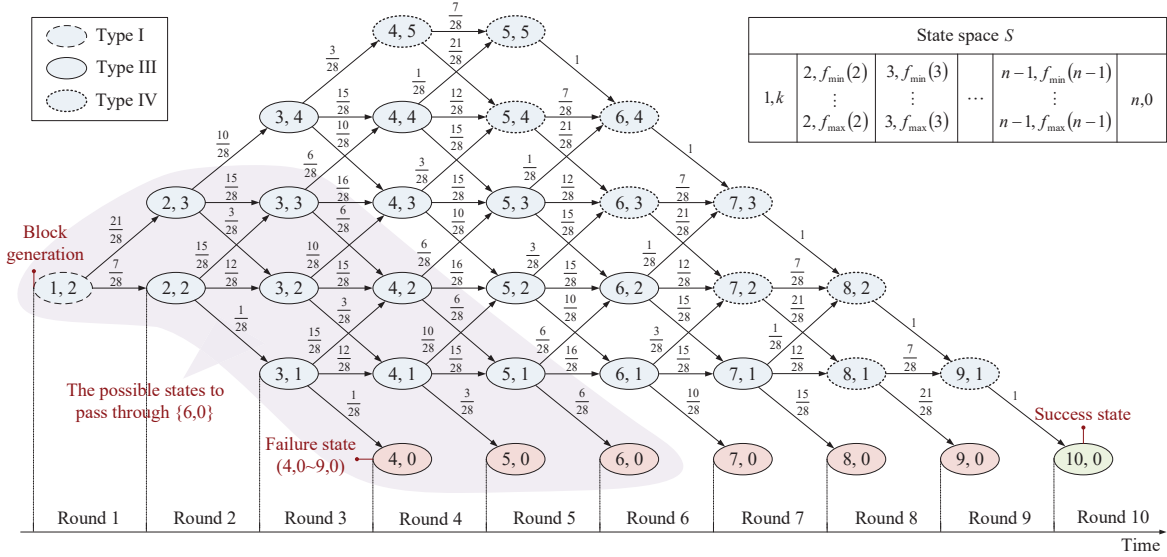 Type I
Type III
Type IV
State space S
1,k
2, fmin(2)
⋮
2, fmax(2)
3, fmin(3)
⋮
3, fmax(3)
⋯
n−1, fmin(n−1)
⋮
n−1, fmax(n−1)
n,0
7/28
4, 5 5, 5
3/28 21/28 1/28 1
3, 4 15/28 4, 4 12/28 5, 4 7/28 6, 4
10/28 10/28 6/28 15/28 3/28 21/28 1/28 1
2, 3 15/28 3, 3 16/28 4, 3 15/28 5, 3 12/28 6, 3 7/28 7, 3
Block
generation
21/28 3/28 15/28 6/28 10/28 10/28 6/28 15/28 3/28 21/28 1/28 1
1, 2 7/28 2, 2 12/28 3, 2 15/28 4, 2 16/28 5, 2 15/28 6, 2 12/28 7, 2 7/28 8, 2
1/28 3/28 15/28 6/28 10/28 10/28 6/28 15/28 3/28 21/28 1/28 1
3, 1 12/28 4, 1 15/28 5, 1 16/28 6, 1 15/28 7, 1 12/28 8, 1 7/28 9, 1
The possible states to
pass through {6,0}
1/28 3/28 6/28 10/28 15/28 21/28 1
Success state
Failure state
(4,0~9,0)
4, 0 5, 0 6, 0 7, 0 8, 0 9, 0 10, 0
Round 1 Round 2 Round 3 Round 4 Round 5 Round 6 Round 7 Round 8 Round 9 Round 10
Time